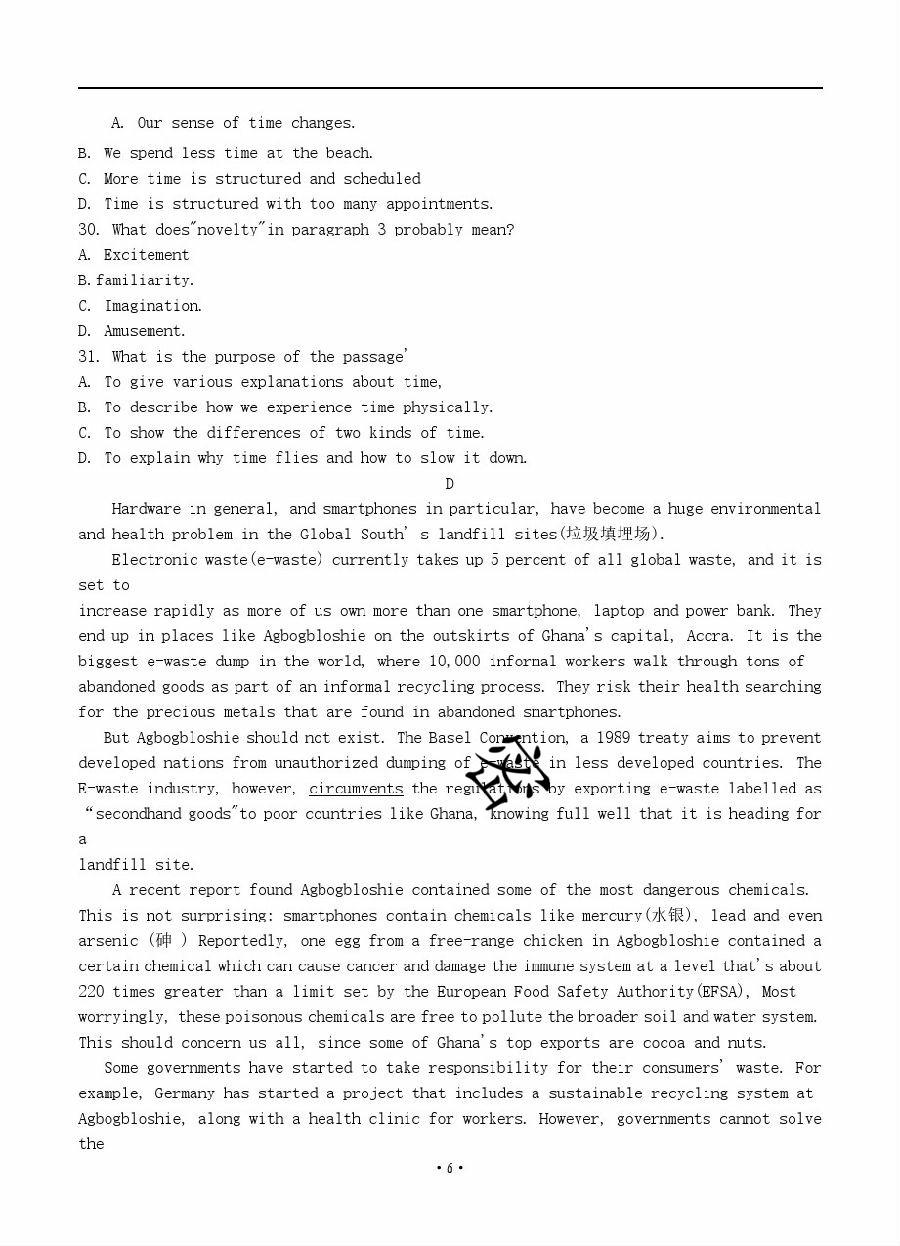 A. Our sense of time changes.
B. We spend less time at the beach.
C. More time is structured and scheduled
D. Time is structured with too many appointments.
30. What does"novelty"in paragraph 3 probably mean?
A. Excitement
B.familiarity.
C. Imagination.
D. Amusement.
31. What is the purpose of the passage'
A. To give various explanations about time,
B. To describe how we experience time physically.
C. To show the differences of two kinds of time.
D. To explain why time flies and how to slow it down.
D
Hardware in general, and smartphones in particular, have become a huge environmental
and health problem in the Global South' s landfill sites(垃圾填埋场).
Electronic waste(e-waste) currently takes up 5 percent of all global waste, and it is
set to
increase rapidly as more of us own more than one smartphone, laptop and power bank. They
end up in places like Agbogbloshie on the outskirts of Ghana's capital, Accra. It is the
biggest e-waste dump in the world, where 10,000 informal workers walk through tons of
abandoned goods as part of an informal recycling process. They risk their health searching
for the precious metals that are found in abandoned smartphones.
But Agbogbloshie should not exist. The Basel Convention, a 1989 treaty aims to prevent
developed nations from unauthorized dumping of e-waste in less developed countries. The
E-waste industry, however, circumvents the regulations by exporting e-waste labelled as
“secondhand goods"to poor countries like Ghana, knowing full well that it is heading for
a
landfill site.
A recent report found Agbogbloshie contained some of the most dangerous chemicals.
This is not surprising: smartphones contain chemicals like mercury(水银), lead and even
arsenic (砷 ) Reportedly, one egg from a free-range chicken in Agbogbloshie contained a
certain chemical which can cause cancer and damage the immune system at a level that's about
220 times greater than a limit set by the European Food Safety Authority(EFSA), Most
worryingly, these poisonous chemicals are free to pollute the broader soil and water system.
This should concern us all, since some of Ghana's top exports are cocoa and nuts.
Some governments have started to take responsibility for their consumers' waste. For
example, Germany has started a project that includes a sustainable recycling system at
Agbogbloshie, along with a health clinic for workers. However, governments cannot solve
the
·6·